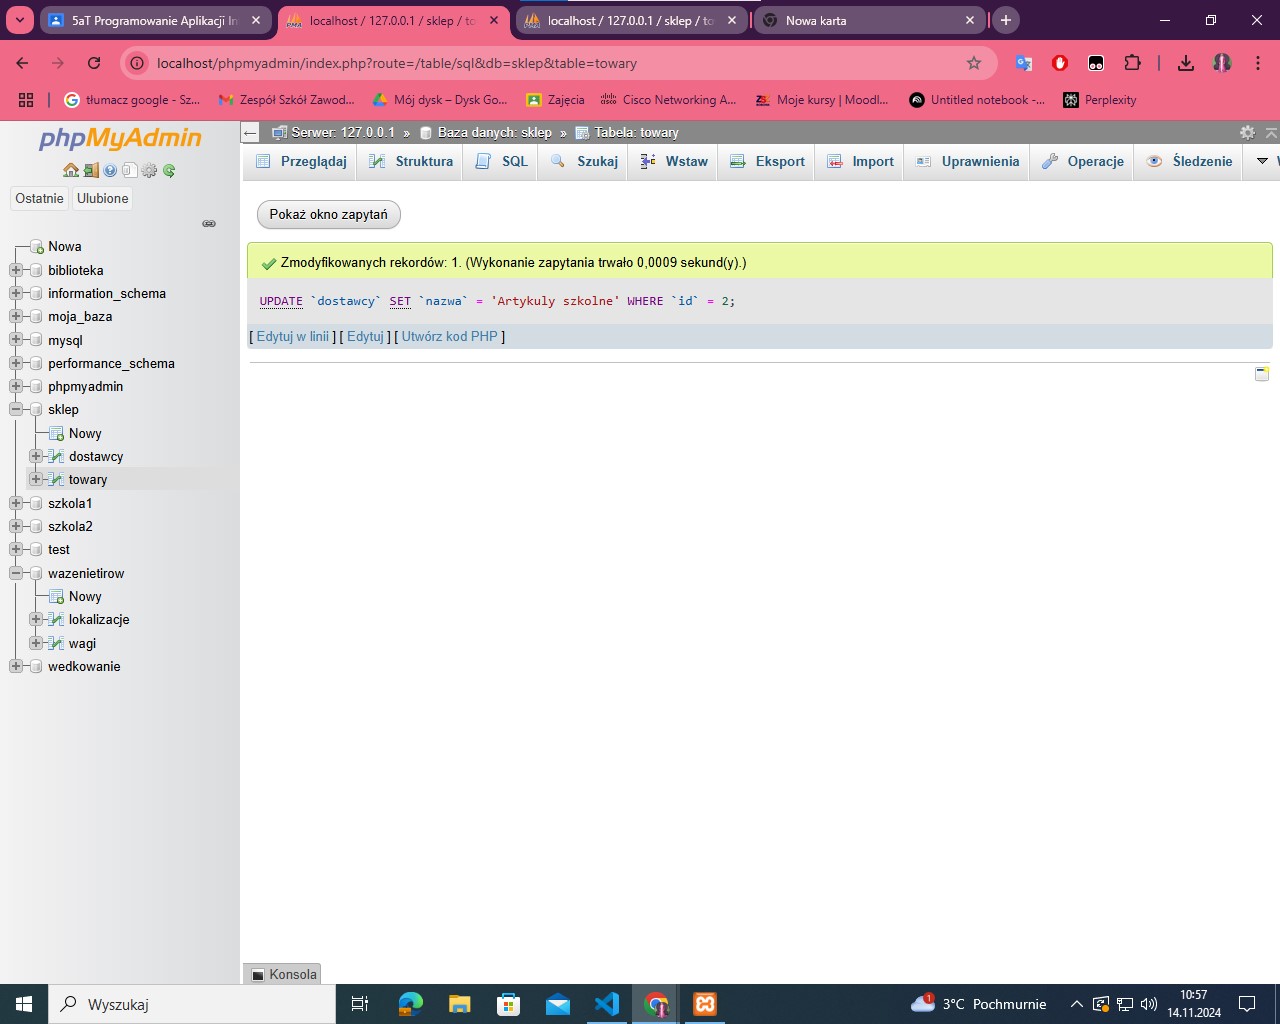 5aT Programowanie Aplikacji In
localhost / 127.0.0.1 / sklep / to
localhost / 127.0.0.1 / sklep / to
Nowa karta
localhost/phpmyadmin/index.php?route=/table/sql&db=sklep&table=towary
tłumacz google - Sz...
Zespół Szkół Zawod...
Mój dysk – Dysk Go...
Zajęcia
Cisco Networking A...
Moje kursy | Moodl...
Untitled notebook -...
Perplexity
phpMyAdmin
Serwer: 127.0.0.1 » Baza danych: sklep » Tabela: towary
Przeglądaj
Struktura
SQL
Szukaj
Wstaw
Eksport
Import
Uprawnienia
Operacje
Śledzenie
Ostatnie
Ulubione
Nowa
biblioteka
information_schema
moja_baza
mysql
performance_schema
phpmyadmin
sklep
Nowy
dostawcy
towary
szkola1
szkola2
test
wazenietirow
Nowy
lokalizacje
wagi
wedkowanie
Pokaż okno zapytań
Zmodyfikowanych rekordów: 1. (Wykonanie zapytania trwało 0,0009 sekund(y).)
UPDATE `dostawcy` SET `nazwa` = 'Artykuly szkolne' WHERE `id` = 2;
[ Edytuj w linii ] [ Edytuj ] [ Utwórz kod PHP ]
Konsola
Wyszukaj
1
3°C Pochmurnie
10:57
14.11.2024